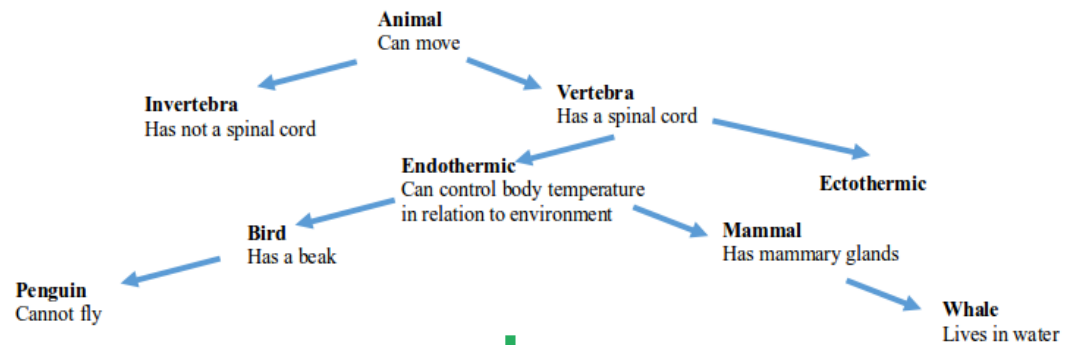 Animal
Can move
Invertebra
Has not a spinal cord
Vertebra
Has a spinal cord
Endothermic
Can control body temperature
in relation to environment
Ectothermic
Bird
Has a beak
Mammal
Has mammary glands
Penguin
Cannot fly
Whale
Lives in water